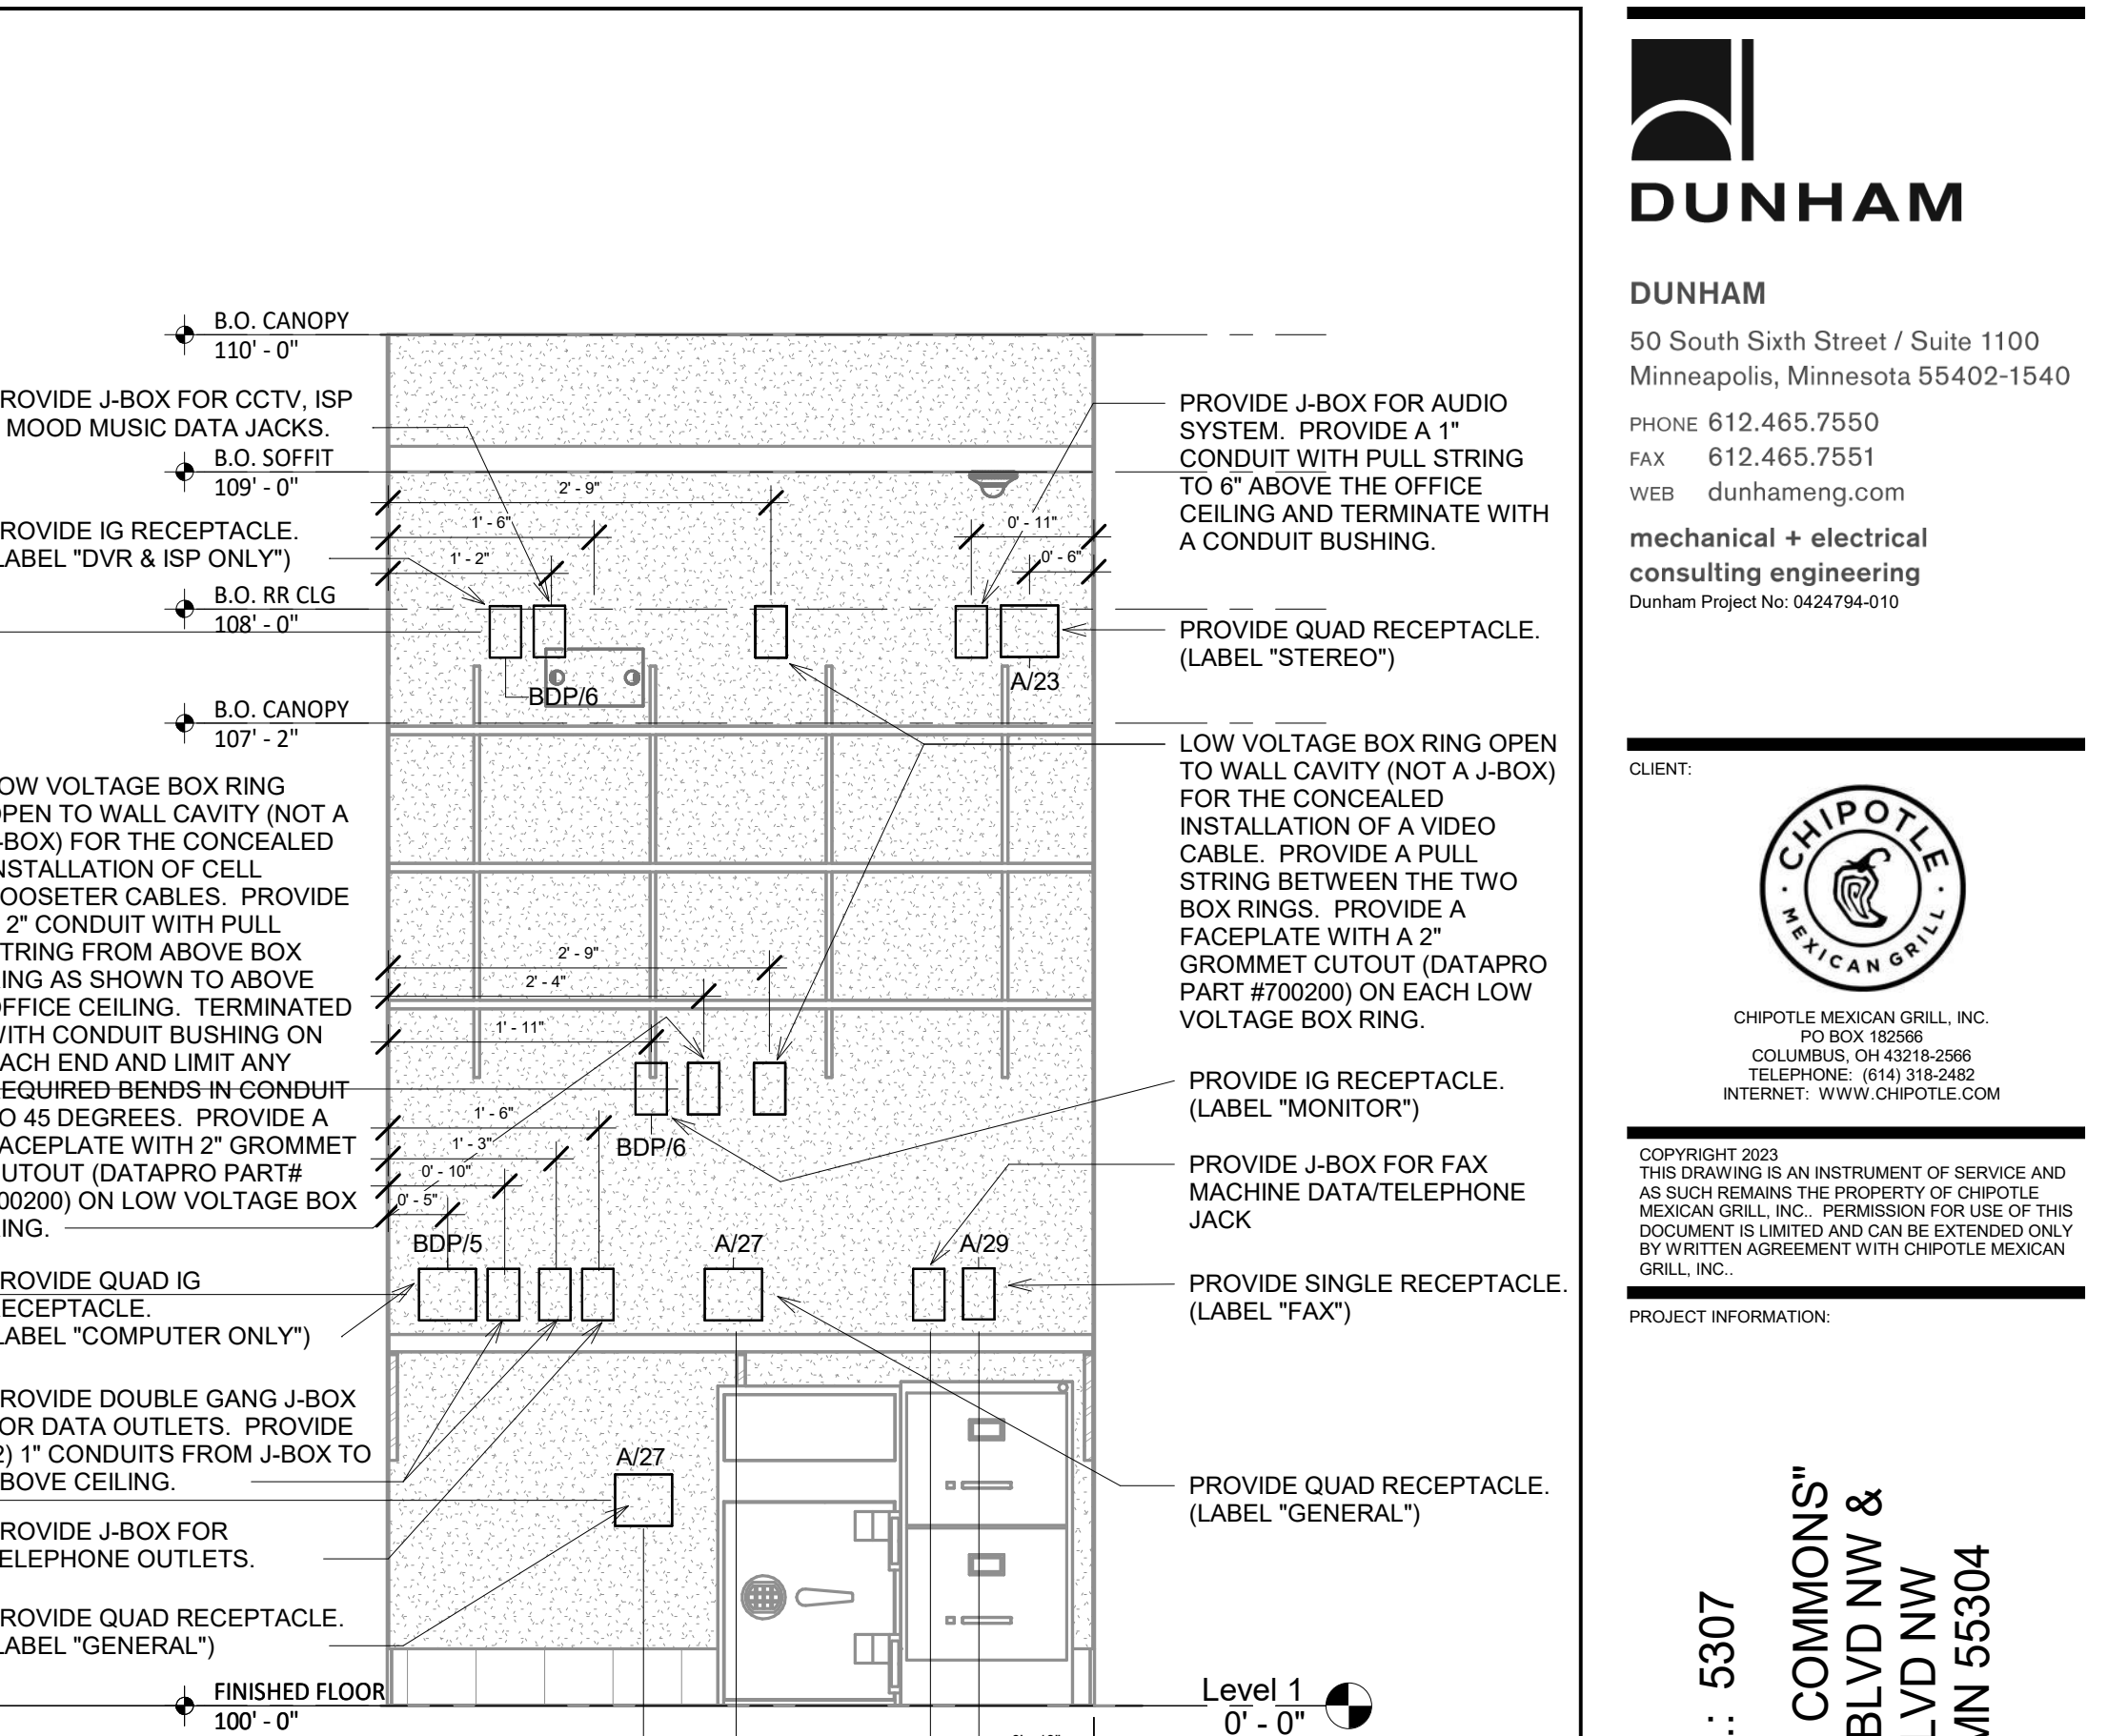 B.O. CANOPY
110' - 0"
ROVIDE J-BOX FOR CCTV, ISP
MOOD MUSIC DATA JACKS.
B.O. SOFFIT
109' - 0"
ROVIDE IG RECEPTACLE.
LABEL "DVR & ISP ONLY")
B.O. RR CLG
108' - 0"
B.O. CANOPY
107' - 2"
OW VOLTAGE BOX RING
PEN TO WALL CAVITY (NOT A
-BOX) FOR THE CONCEALED
NSTALLATION OF CELL
OOSETER CABLES. PROVIDE
2" CONDUIT WITH PULL
TRING FROM ABOVE BOX
ING AS SHOWN TO ABOVE
FFICE CEILING. TERMINATED
WITH CONDUIT BUSHING ON
ACH END AND LIMIT ANY
EQUIRED BENDS IN CONDUIT
O 45 DEGREES. PROVIDE A
ACEPLATE WITH 2" GROMMET
UTOUT (DATAPRO PART#
00200) ON LOW VOLTAGE BOX
ING.
ROVIDE QUAD IG
RECEPTACLE.
LABEL "COMPUTER ONLY")
ROVIDE DOUBLE GANG J-BOX
OR DATA OUTLETS. PROVIDE
2) 1" CONDUITS FROM J-BOX TO
BOVE CEILING.
ROVIDE J-BOX FOR
ELEPHONE OUTLETS.
ROVIDE QUAD RECEPTACLE.
LABEL "GENERAL")
FINISHED FLOOR
100' - 0"
2' - 9"
1' - 6"
1' - 2"
0' - 11"
0' - 6"
BDP/6
A/23
2' - 9"
2' - 4"
1' - 11"
1' - 6"
1' - 3"
0' - 10"
0' - 5"
BDP/6
BDP/5
A/27
A/29
A/27
PROVIDE J-BOX FOR AUDIO
SYSTEM. PROVIDE A 1"
CONDUIT WITH PULL STRING
TO 6" ABOVE THE OFFICE
CEILING AND TERMINATE WITH
A CONDUIT BUSHING.
PROVIDE QUAD RECEPTACLE.
(LABEL "STEREO")
LOW VOLTAGE BOX RING OPEN
TO WALL CAVITY (NOT A J-BOX)
FOR THE CONCEALED
INSTALLATION OF A VIDEO
CABLE. PROVIDE A PULL
STRING BETWEEN THE TWO
BOX RINGS. PROVIDE A
FACEPLATE WITH A 2"
GROMMET CUTOUT (DATAPRO
PART #700200) ON EACH LOW
VOLTAGE BOX RING.
PROVIDE IG RECEPTACLE.
(LABEL "MONITOR")
PROVIDE J-BOX FOR FAX
MACHINE DATA/TELEPHONE
JACK
PROVIDE SINGLE RECEPTACLE.
(LABEL "FAX")
PROVIDE QUAD RECEPTACLE.
(LABEL "GENERAL")
Level 1
0' - 0"
DUNHAM
DUNHAM
50 South Sixth Street / Suite 1100
Minneapolis, Minnesota 55402-1540
PHONE 612.465.7550
FAX 612.465.7551
WEB dunhameng.com
mechanical + electrical
consulting engineering
Dunham Project No: 0424794-010
CLIENT:
CHIPOTLE
MEXICAN GRILL
CHIPOTLE MEXICAN GRILL, INC.
PO BOX 182566
COLUMBUS, OH 43218-2566
TELEPHONE: (614) 318-2482
INTERNET: WWW.CHIPOTLE.COM
COPYRIGHT 2023
THIS DRAWING IS AN INSTRUMENT OF SERVICE AND
AS SUCH REMAINS THE PROPERTY OF CHIPOTLE
MEXICAN GRILL, INC.. PERMISSION FOR USE OF THIS
DOCUMENT IS LIMITED AND CAN BE EXTENDED ONLY
BY WRITTEN AGREEMENT WITH CHIPOTLE MEXICAN
GRILL, INC..
PROJECT INFORMATION:
.: 5307
COMMONS"
BLVD NW &
LVD NW
MN 55304